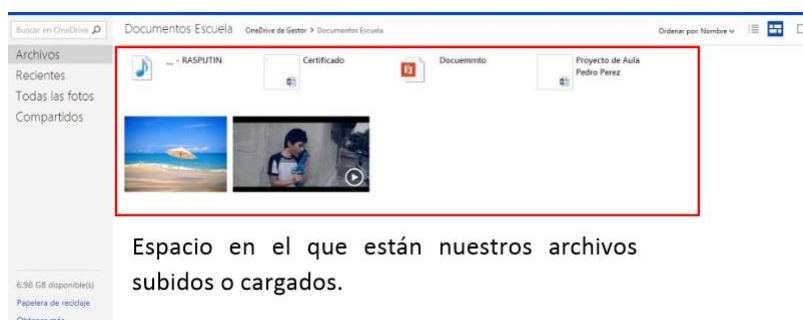 Buscar en OneDrive
Documentos Escuela OneDrive de Gestor > Documentos Escuela
Ordenar por: Nombre
Archivos
Recientes
Todas las fotos
Compartidos
... - RASPUTIN
Certificado
Docuemmto
Proyecto de Aula
Pedro Perez
Espacio en el que están nuestros archivos
subidos o cargados.
6.98 GB disponible(s)
Papelera de reciclaje
Obtener más